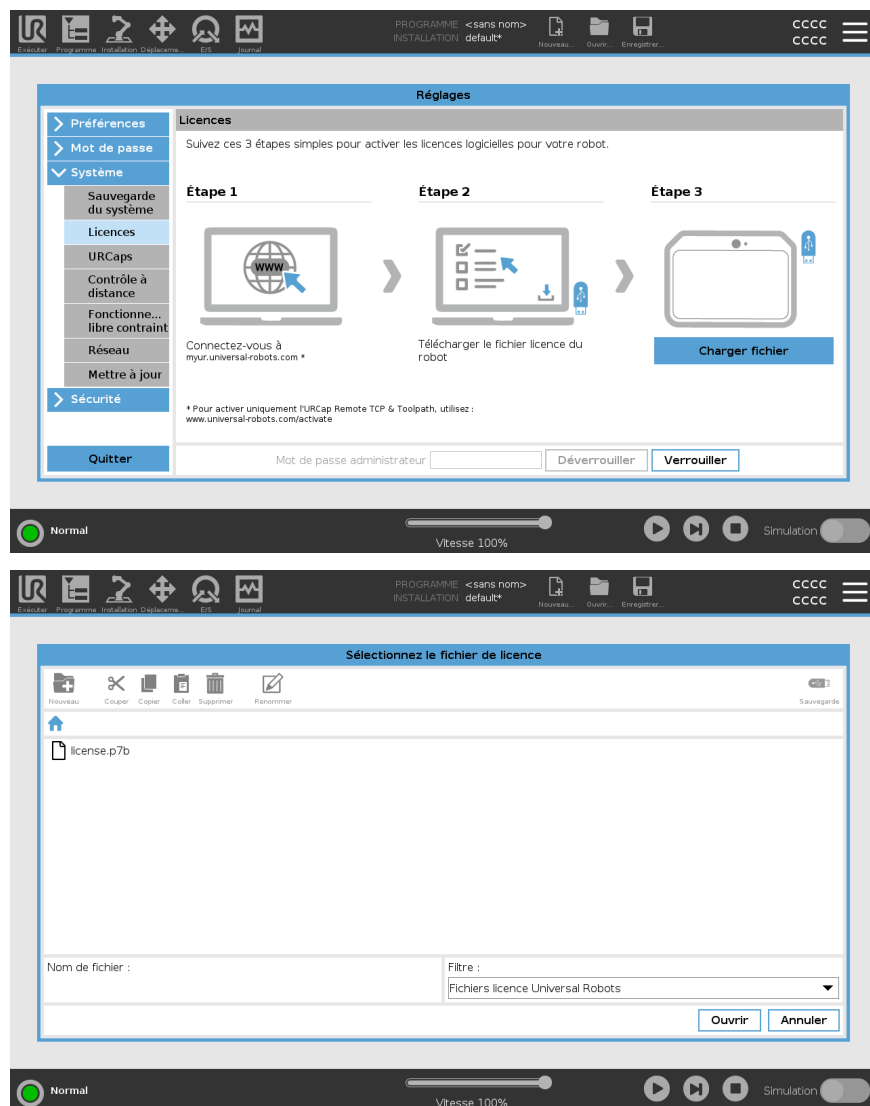 PROGRAMME <sans nom>
INSTALLATION default*
CCCC
CCCC
Exécuter Programme Installation Déplaceme... E/S Journal
Nouveau... Ouvrir... Enregistrer...
Réglages
Préférences
Mot de passe
Système
Sauvegarde
du système
Licences
URCaps
Contrôle à
distance
Fonctionne...
libre contraint
Réseau
Mettre à jour
Sécurité
Quitter
Licences
Suivez ces 3 étapes simples pour activer les licences logicielles pour votre robot.
Étape 1
WWW
Connectez-vous à
myur.universal-robots.com *
Étape 2
Télécharger le fichier licence du
robot
Étape 3
Charger fichier
* Pour activer uniquement l'URCap Remote TCP & Toolpath, utilisez :
www.universal-robots.com/activate
Mot de passe administrateur Déverrouiller Verrouiller
Normal
Vitesse 100%
Simulation
PROGRAMME <sans nom>
INSTALLATION default*
CCCC
CCCC
Exécuter Programme Installation Déplaceme... E/S Journal
Nouveau... Ouvrir... Enregistrer...
Sélectionnez le fichier de licence
Nouveau Couper Copier Coller Supprimer Renommer Sauvegarde
license.p7b
Nom de fichier :
Filtre :
Fichiers licence Universal Robots
Ouvrir Annuler
Normal
Vitesse 100%
Simulation